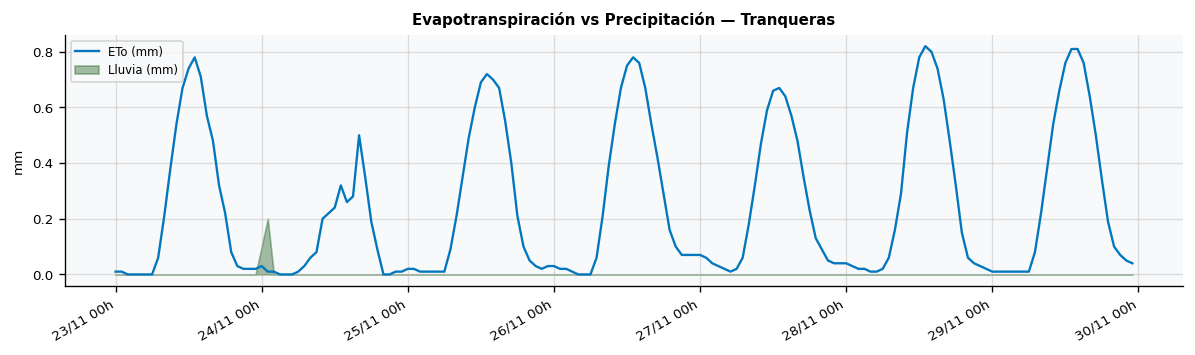 Evapotranspiración vs Precipitación — Tranqueras
ETo (mm)
Lluvia (mm)
mm
0.8
0.6
0.4
0.2
0.0
23/11 00h
24/11 00h
25/11 00h
26/11 00h
27/11 00h
28/11 00h
29/11 00h
30/11 00h